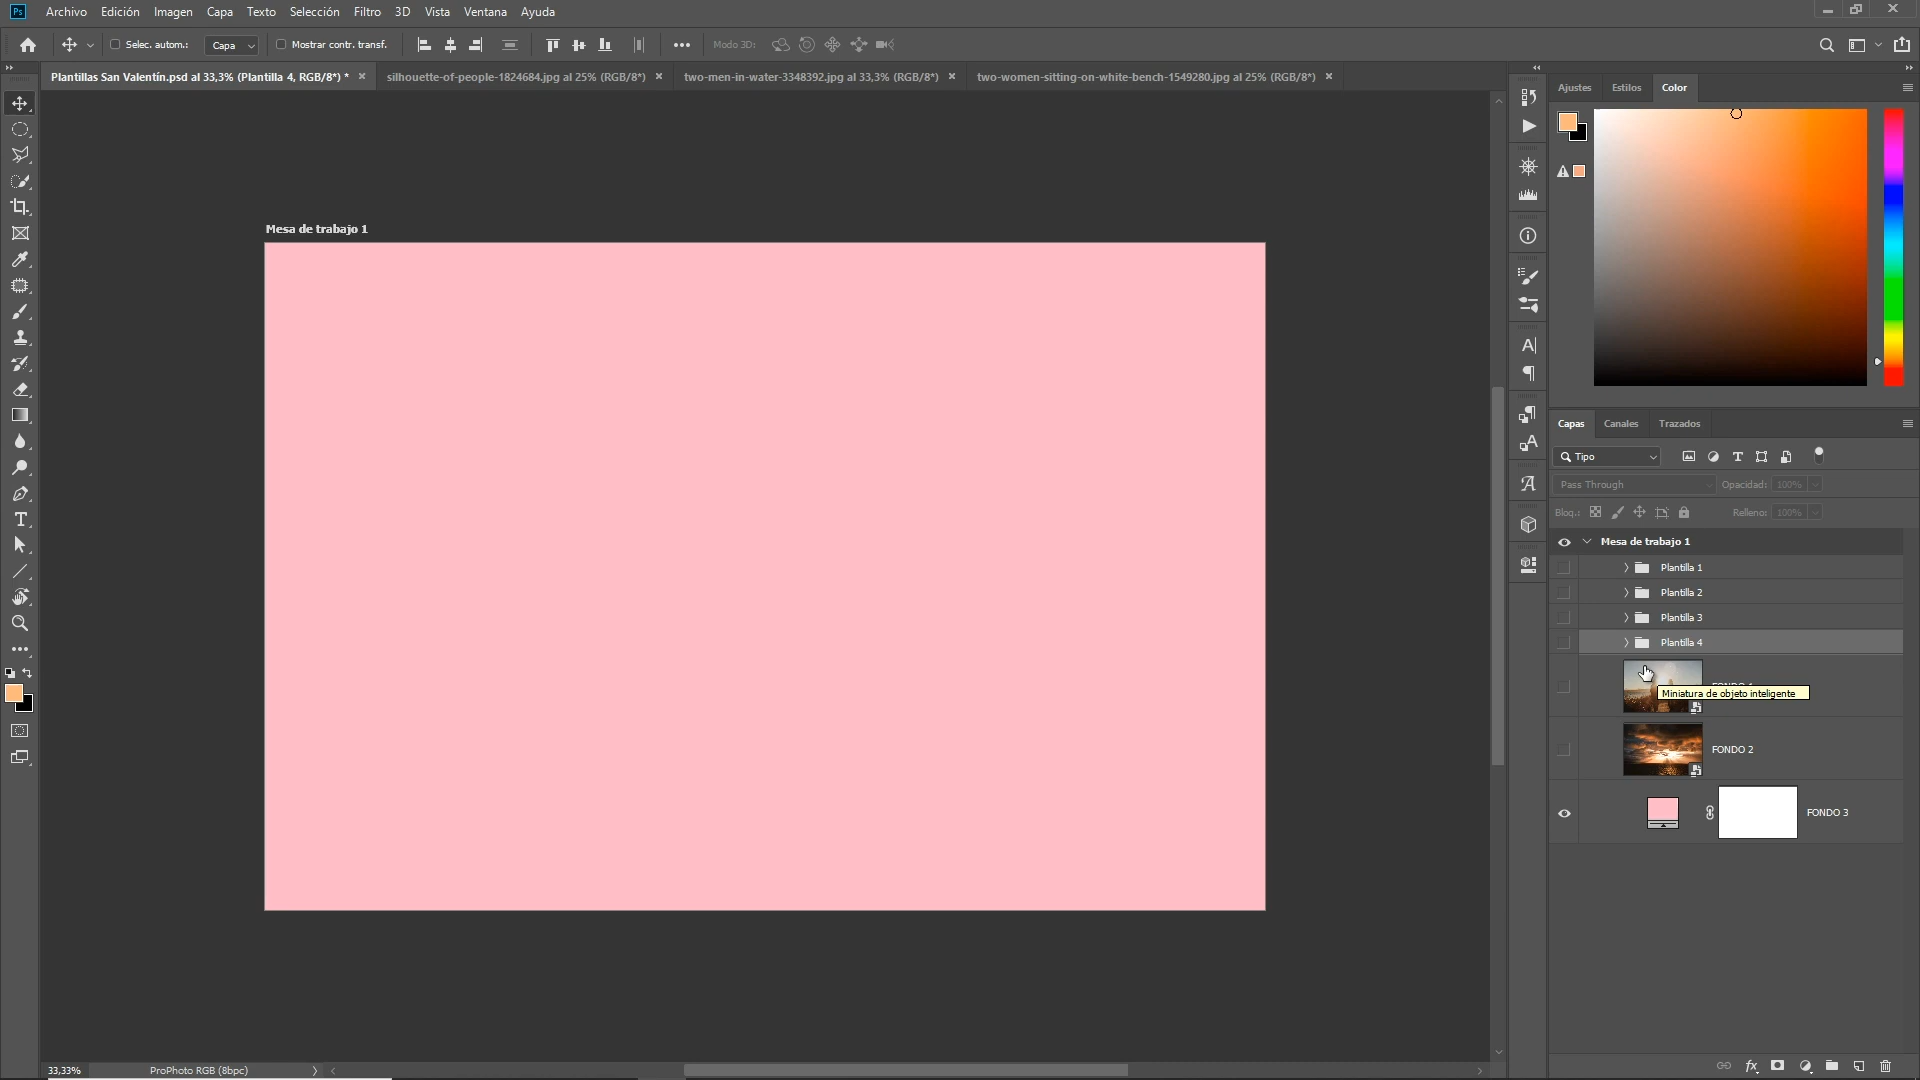 Ps Archivo Edición Imagen Capa Texto Selección Filtro 3D Vista Ventana Ayuda
Selec. autom.: Capa Mostrar contr. transf. Modo 3D:
Plantillas San Valentín.psd al 33,3% (Plantilla 4, RGB/8*) * silhouette-of-people-1824684.jpg al 25% (RGB/8*) two-men-in-water-3348392.jpg al 33,3% (RGB/8*) two-women-sitting-on-white-bench-1549280.jpg al 25% (RGB/8*)
Ajustes Estilos Color
Mesa de trabajo 1
Capas Canales Trazados
Tipo
Pass Through Opacidad: 100%
Bloq.: Relleno: 100%
Mesa de trabajo 1
Plantilla 1
Plantilla 2
Plantilla 3
Plantilla 4
Miniatura de objeto inteligente
FONDO 2
FONDO 3
33,33% ProPhoto RGB (8bpc)